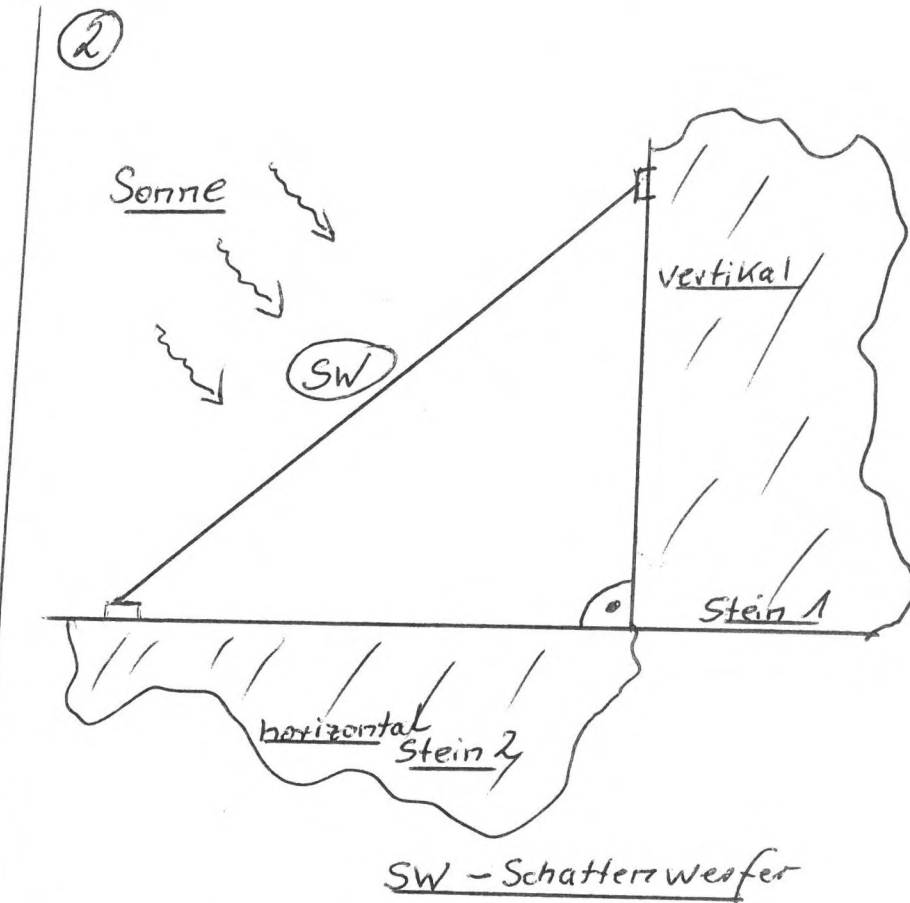 2
Sonne
vertikal
SW
Stein 1
horizontal
Stein 2
SW - Schattenwerfer